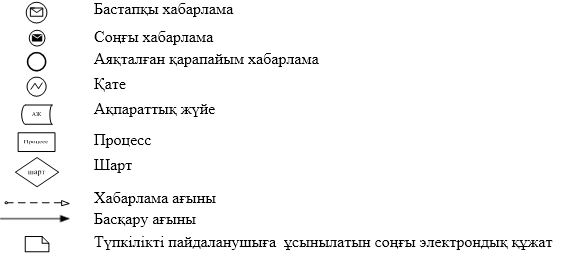 Бастапқы хабарлама
Соңғы хабарлама
Аяқталған қарапайым хабарлама
Қате
АЖ Ақпараттық жүйе
Процесс Процесс
шарт Шарт
Хабарлама ағыны
Басқару ағыны
Түпкілікті пайдаланушыға ұсынылатын соңғы электрондық құжат